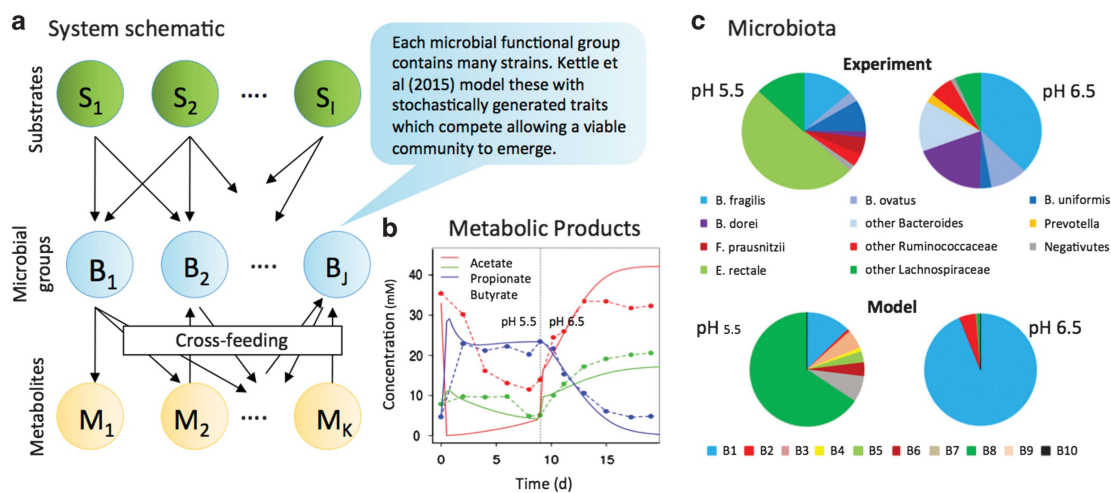 a System schematic
Substrates
S1
S2
....
SI
Each microbial functional group
contains many strains. Kettle
et al (2015) model these with
stochastically generated traits
which compete allowing a viable
community to emerge.
Microbial
groups
B1
B2
....
BJ
Cross-feeding
Metabolites
M1
M2
....
MK
b Metabolic Products
Concentration (mM)
40
30
20
10
0
Acetate
Propionate
Butyrate
pH 5.5
pH 6.5
0
5
10
15
Time (d)
c Microbiota
Experiment
pH 5.5
pH 6.5
B. fragilis
B. ovatus
B. uniformis
B. dorei
other Bacteroides
Prevotella
F. prausnitzii
other Ruminococcaceae
Negativutes
E. rectale
other Lachnospiraceae
Model
pH 5.5
pH 6.5
B1 B2 B3 B4 B5 B6 B7 B8 B9 B10